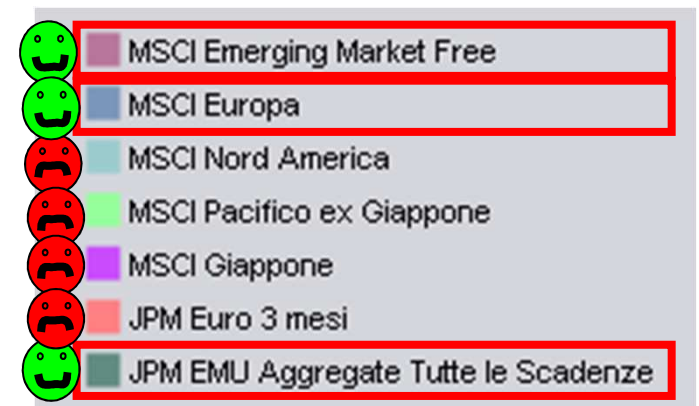 MSCI Emerging Market Free
MSCI Europa
MSCI Nord America
MSCI Pacifico ex Giappone
MSCI Giappone
JPM Euro 3 mesi
JPM EMU Aggregate Tutte le Scadenze